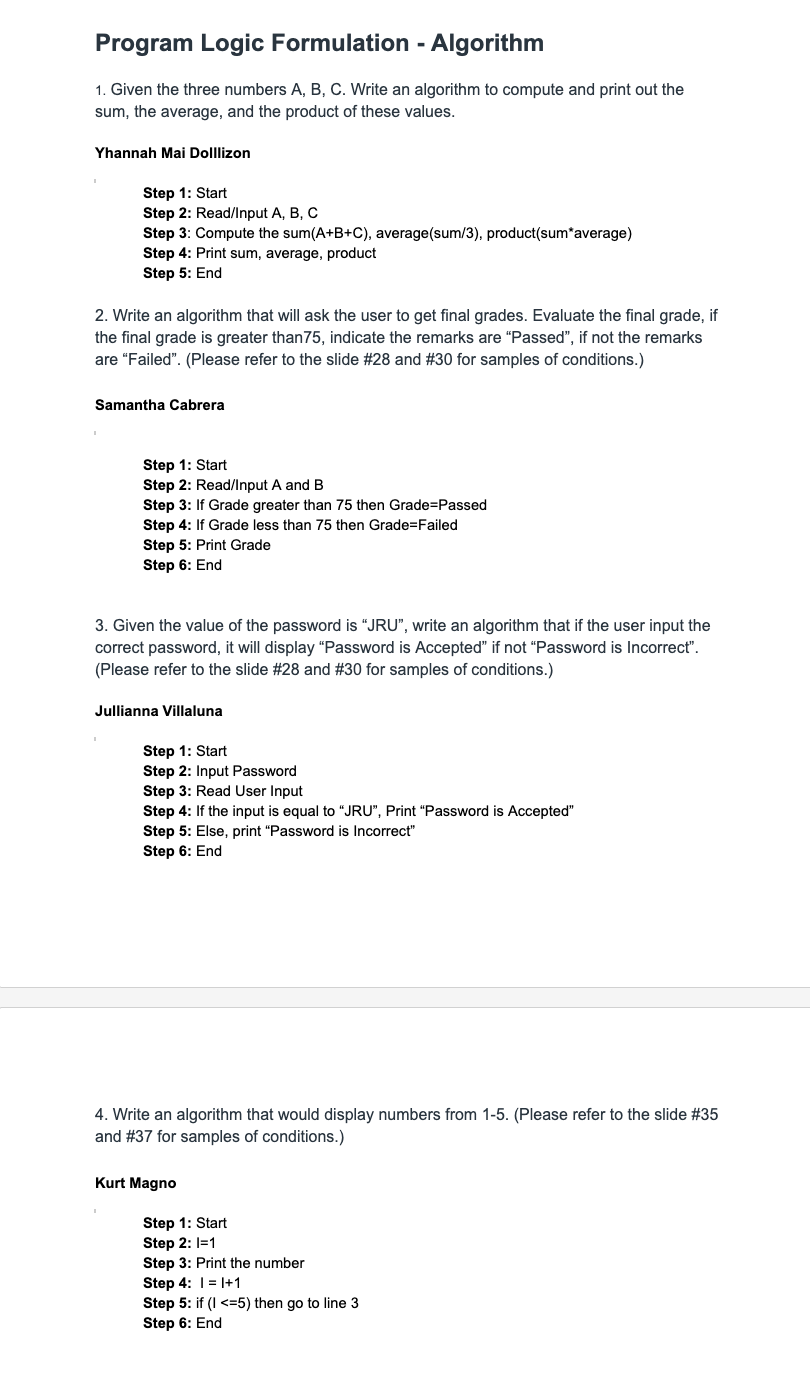 Program Logic Formulation - Algorithm
1. Given the three numbers A, B, C. Write an algorithm to compute and print out the
sum, the average, and the product of these values.
Yhannah Mai Dolllizon
Step 1: Start
Step 2: Read/Input A, B, C
Step 3: Compute the sum(A+B+C), average(sum/3), product(sum*average)
Step 4: Print sum, average, product
Step 5: End
2. Write an algorithm that will ask the user to get final grades. Evaluate the final grade, if
the final grade is greater than75, indicate the remarks are “Passed”, if not the remarks
are “Failed”. (Please refer to the slide #28 and #30 for samples of conditions.)
Samantha Cabrera
Step 1: Start
Step 2: Read/Input A and B
Step 3: If Grade greater than 75 then Grade=Passed
Step 4: If Grade less than 75 then Grade=Failed
Step 5: Print Grade
Step 6: End
3. Given the value of the password is “JRU”, write an algorithm that if the user input the
correct password, it will display “Password is Accepted” if not “Password is Incorrect”.
(Please refer to the slide #28 and #30 for samples of conditions.)
Jullianna Villaluna
Step 1: Start
Step 2: Input Password
Step 3: Read User Input
Step 4: If the input is equal to “JRU”, Print “Password is Accepted”
Step 5: Else, print “Password is Incorrect”
Step 6: End
4. Write an algorithm that would display numbers from 1-5. (Please refer to the slide #35
and #37 for samples of conditions.)
Kurt Magno
Step 1: Start
Step 2: I=1
Step 3: Print the number
Step 4: I = I+1
Step 5: if (I <=5) then go to line 3
Step 6: End